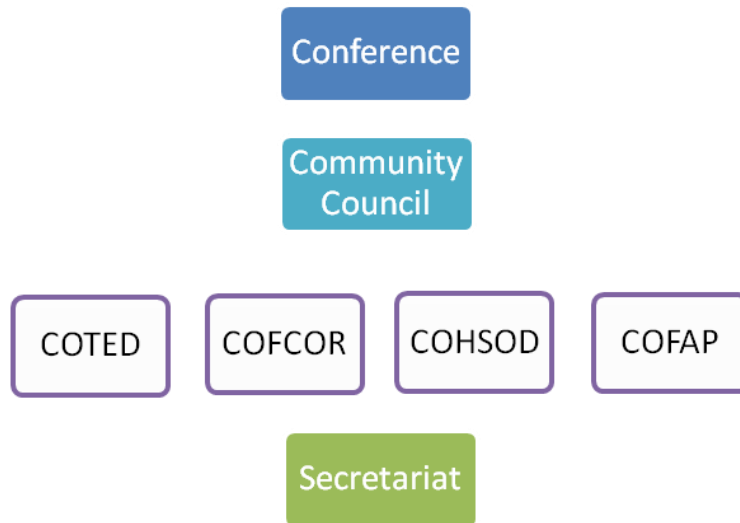 Conference
Community
Council
COTED
COFCOR
COHSOD
COFAP
Secretariat